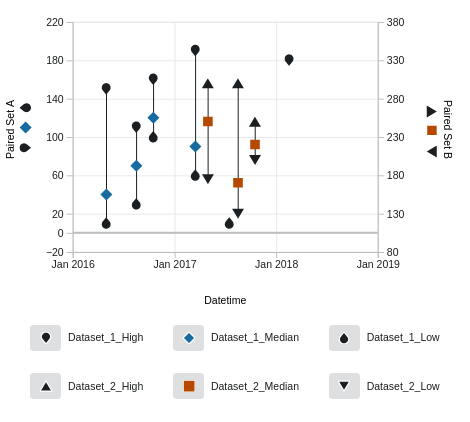 220
180
140
100
60
20
0
−20
380
330
280
230
180
130
80
Paired Set A
Paired Set B
Jan 2016
Jan 2017
Jan 2018
Jan 2019
Datetime
Dataset_1_High
Dataset_1_Median
Dataset_1_Low
Dataset_2_High
Dataset_2_Median
Dataset_2_Low